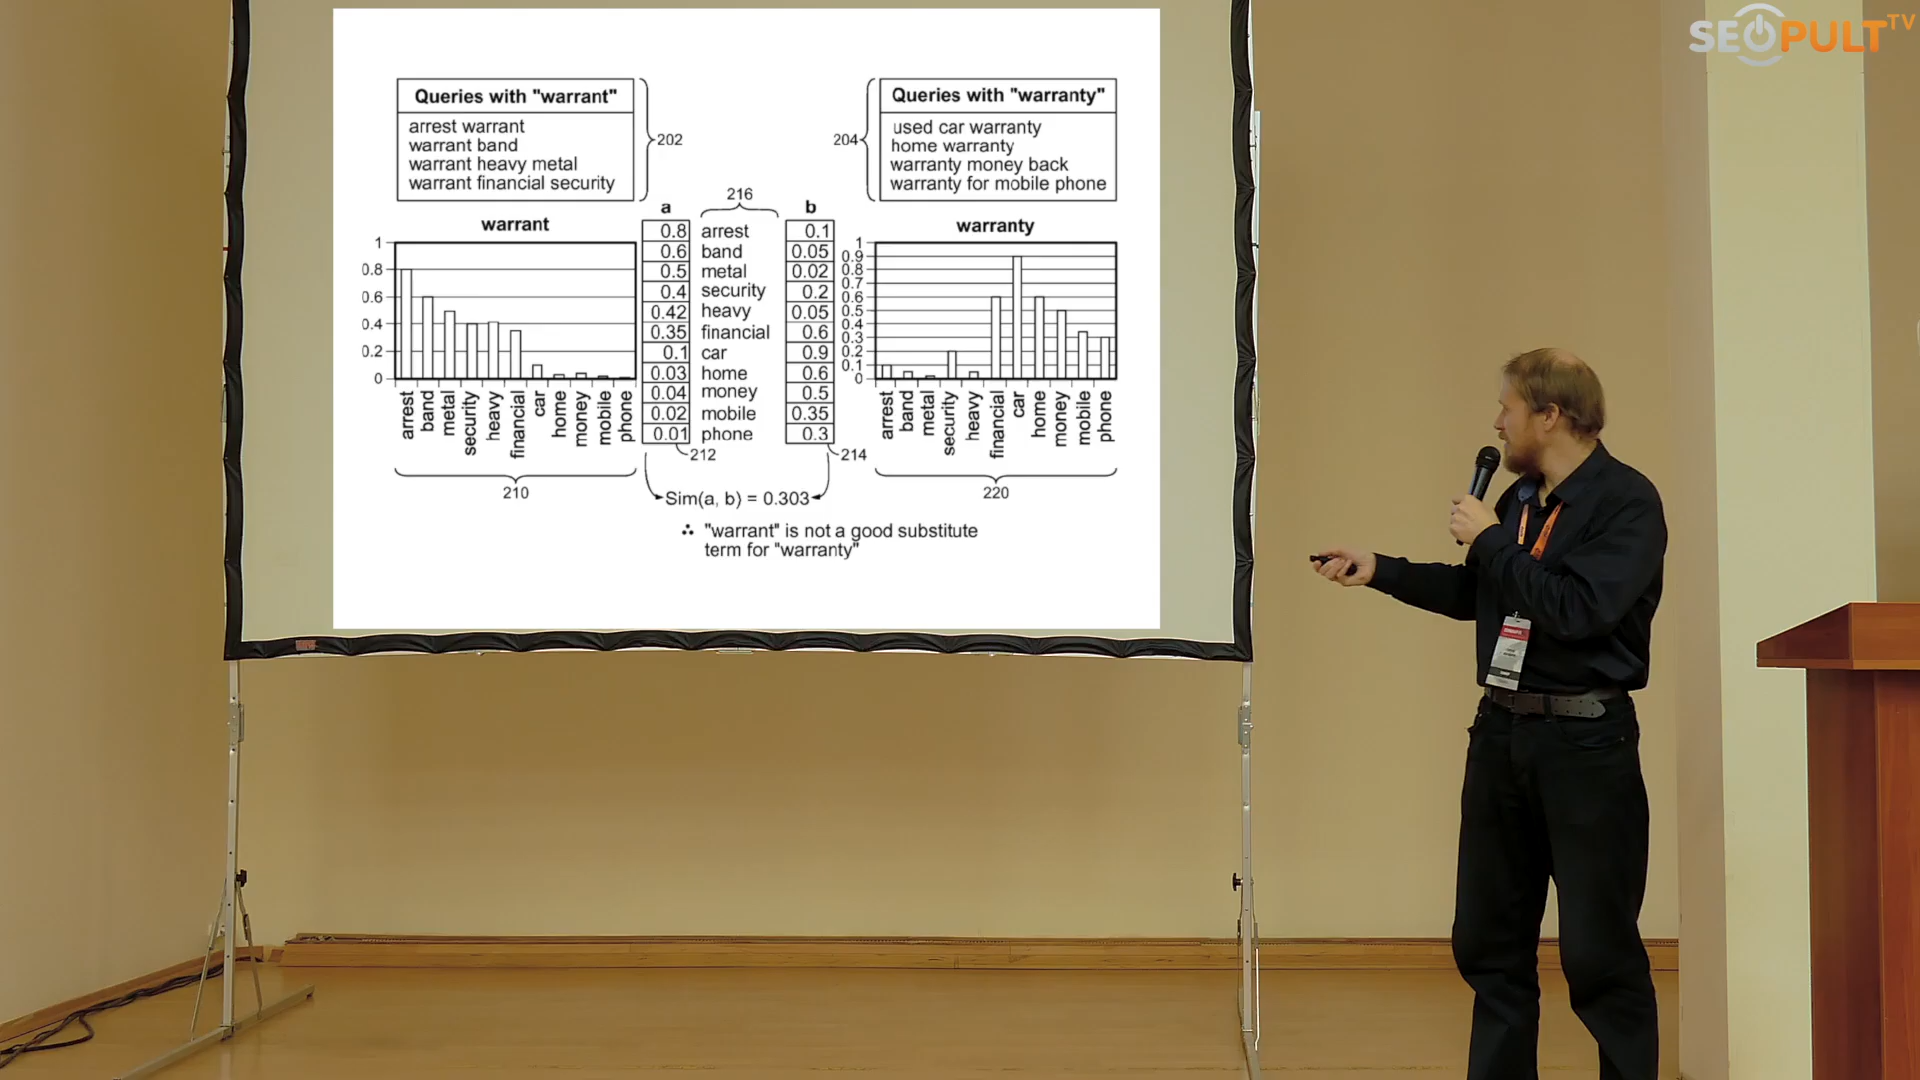 SEOPULT TV
Queries with "warrant"
arrest warrant
warrant band
warrant heavy metal
warrant financial security
202
Queries with "warranty"
used car warranty
home warranty
warranty money back
warranty for mobile phone
204
216
warrant
1
0.8
0.6
0.4
0.2
0
arrest
band
metal
security
heavy
financial
car
home
money
mobile
phone
210
a
b
0.8 arrest 0.1
0.6 band 0.05
0.5 metal 0.02
0.4 security 0.2
0.42 heavy 0.05
0.35 financial 0.6
0.1 car 0.9
0.03 home 0.6
0.04 money 0.5
0.02 mobile 0.35
0.01 phone 0.3
212
214
warranty
1
0.9
0.8
0.7
0.6
0.5
0.4
0.3
0.2
0.1
0
arrest
band
metal
security
heavy
financial
car
home
money
mobile
phone
220
Sim(a, b) = 0.303
∴ "warrant" is not a good substitute
term for "warranty"